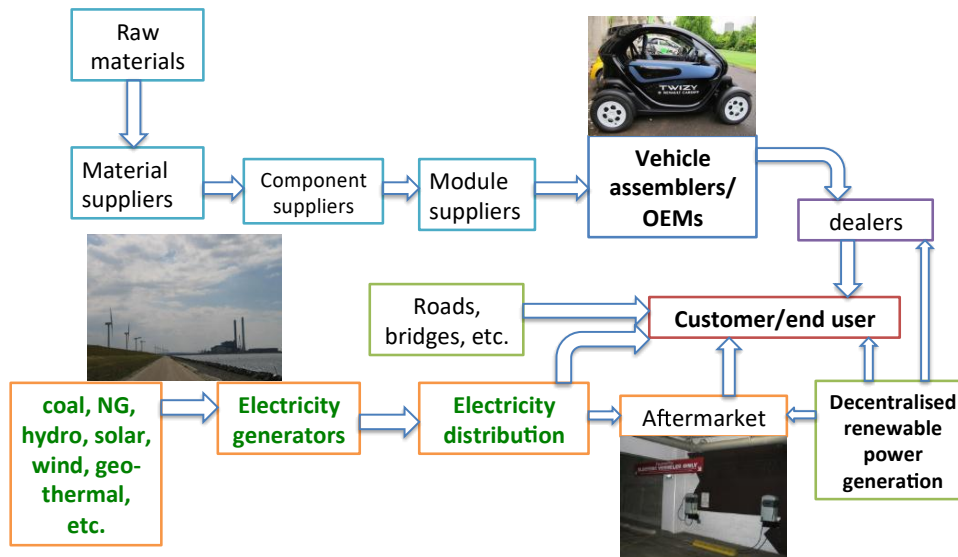 Raw
materials
Material
suppliers
Component
suppliers
Module
suppliers
TWIZY
Vehicle
assemblers/
OEMs
dealers
Roads,
bridges, etc.
Customer/end user
coal, NG,
hydro, solar,
wind, geo-
thermal,
etc.
Electricity
generators
Electricity
distribution
Aftermarket
Decentralised
renewable
power
generation